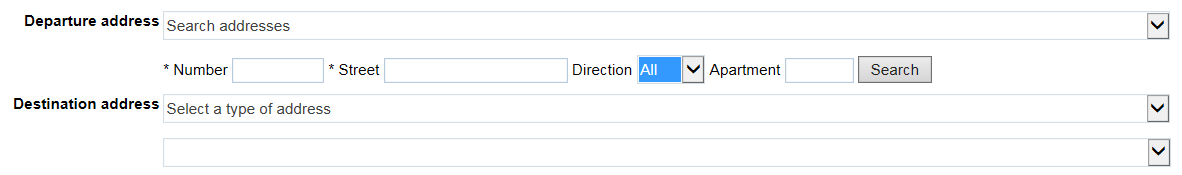 Departure address Search addresses
* Number * Street Direction All Apartment Search
Destination address Select a type of address